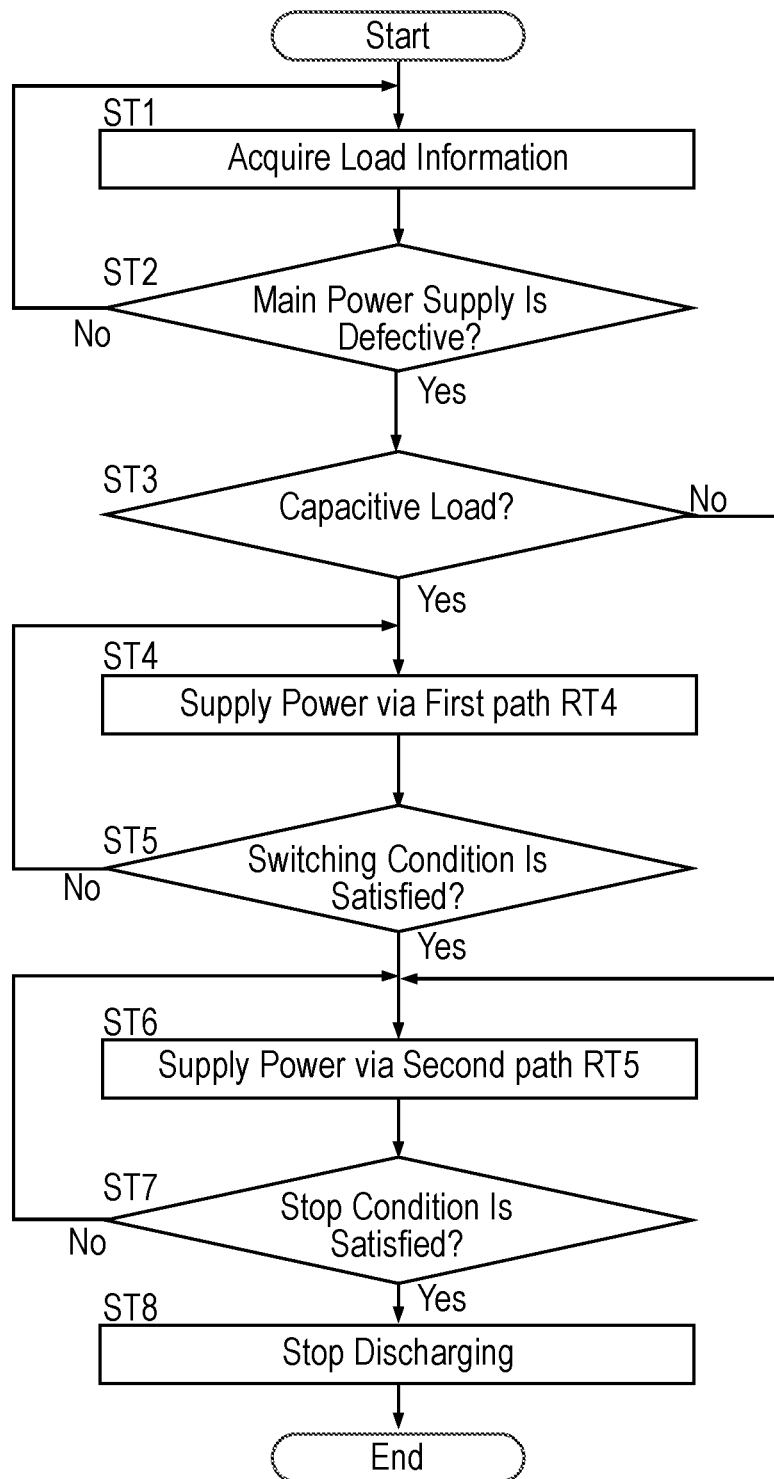 Start
ST1
Acquire Load Information
ST2
Main Power Supply Is
Defective?
No
Yes
ST3
Capacitive Load?
No
Yes
ST4
Supply Power via First path RT4
ST5
Switching Condition Is
Satisfied?
No
Yes
ST6
Supply Power via Second path RT5
ST7
Stop Condition Is
Satisfied?
No
Yes
ST8
Stop Discharging
End